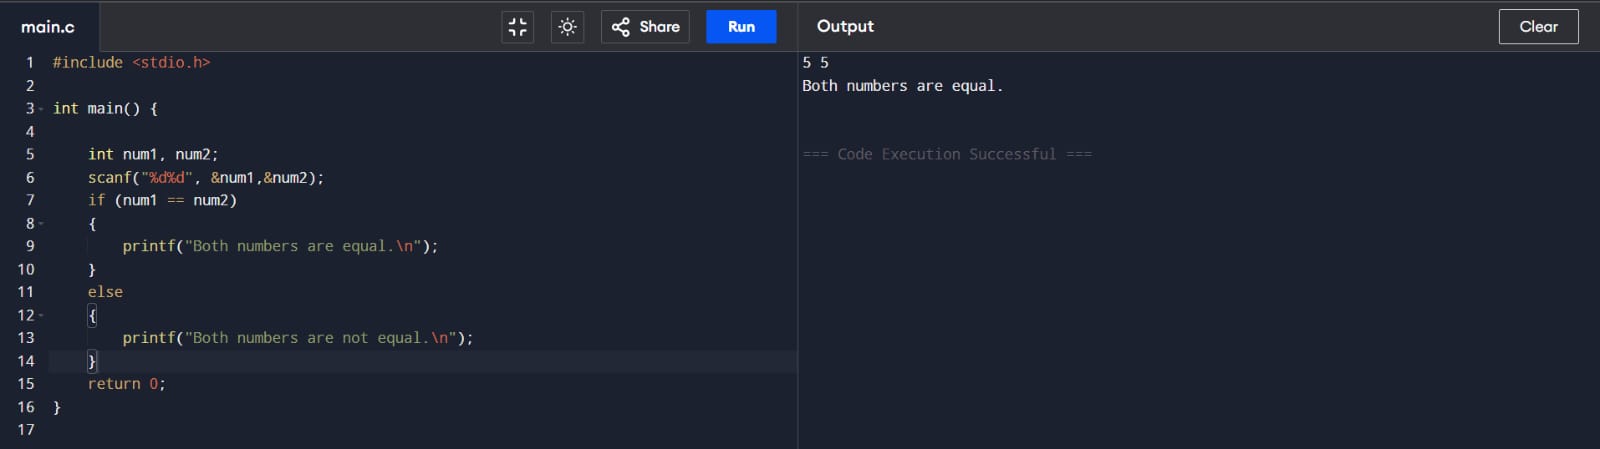 main.c
Share
Run
Output
Clear
1 #include <stdio.h>
2
3 int main() {
4
5     int num1, num2;
6     scanf("%d%d", &num1,&num2);
7     if (num1 == num2)
8     {
9         printf("Both numbers are equal.\n");
10     }
11     else
12     {
13         printf("Both numbers are not equal.\n");
14     }
15     return 0;
16 }
17
5 5
Both numbers are equal.
=== Code Execution Successful ===